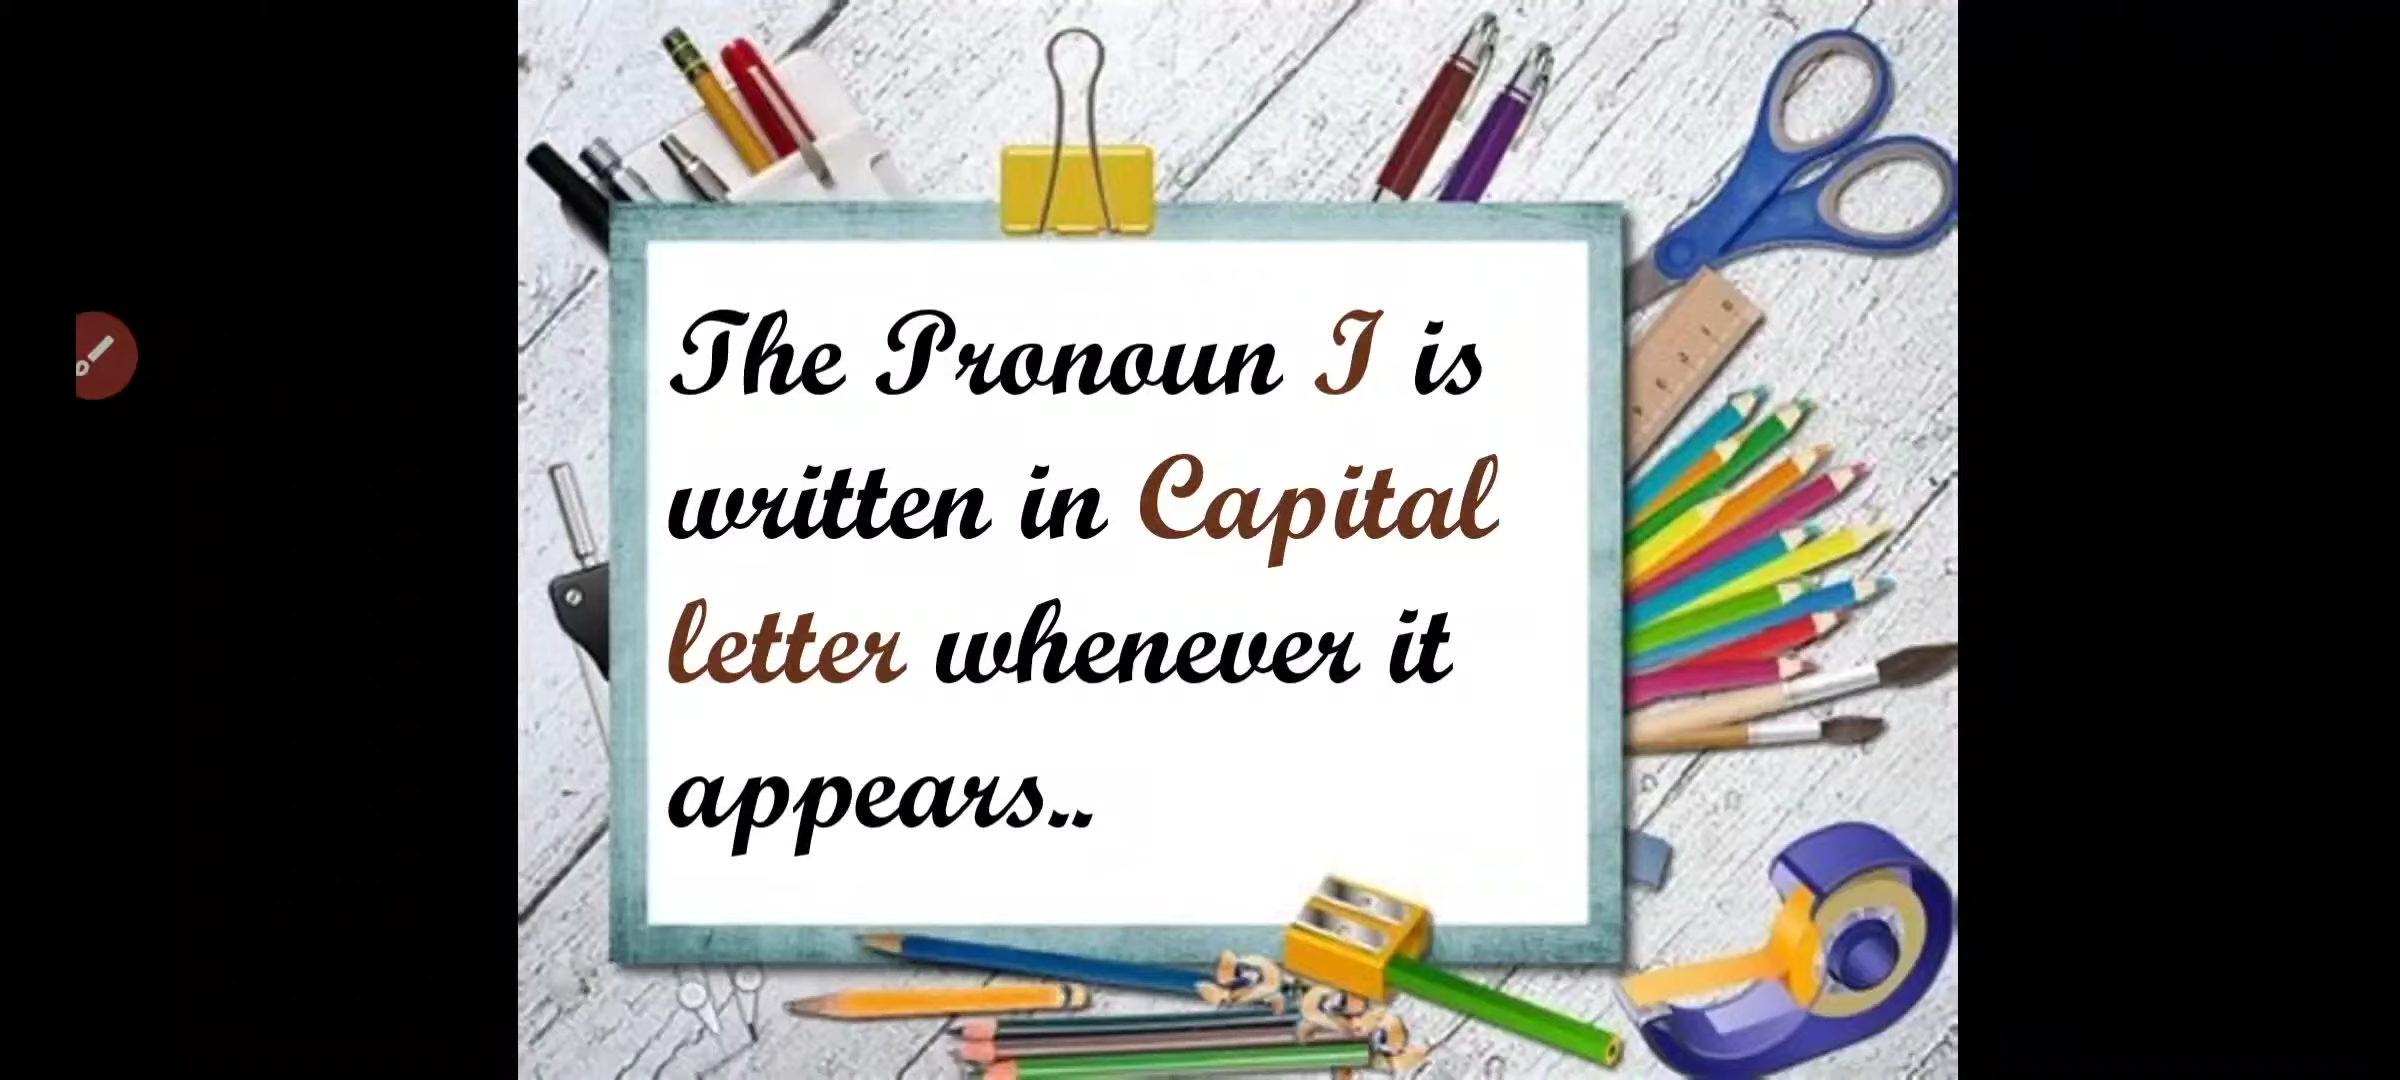 The Pronoun I is
written in Capital
letter whenever it
appears..